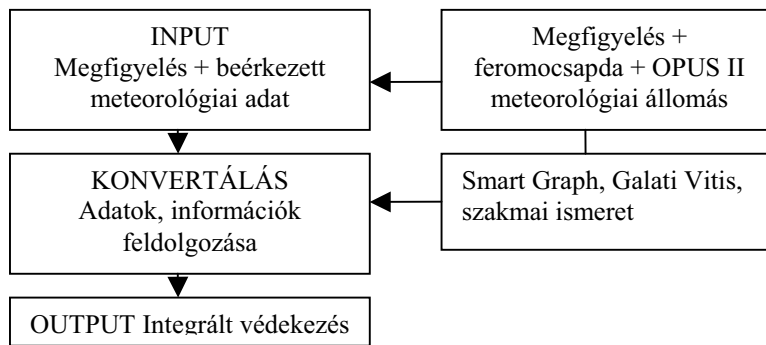 INPUT
Megfigyelés + beérkezett
meteorológiai adat
Megfigyelés +
feromocsapda + OPUS II
meteorológiai állomás
KONVERTÁLÁS
Adatok, információk
feldolgozása
Smart Graph, Galati Vitis,
szakmai ismeret
OUTPUT Integrált védekezés